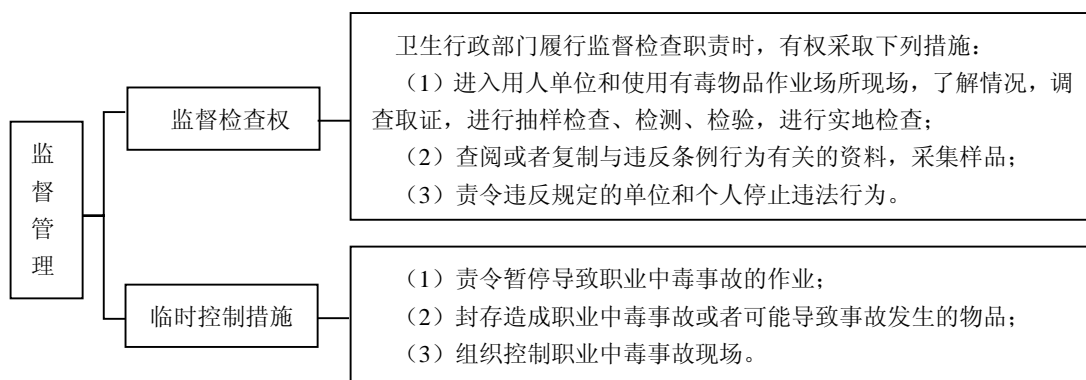 监
督
管
理
监督检查权
卫生行政部门履行监督检查职责时，有权采取下列措施：
（1）进入用人单位和使用有毒物品作业场所现场，了解情况，调
查取证，进行抽样检查、检测、检验，进行实地检查；
（2）查阅或者复制与违反条例行为有关的资料，采集样品；
（3）责令违反规定的单位和个人停止违法行为。
临时控制措施
（1）责令暂停导致职业中毒事故的作业；
（2）封存造成职业中毒事故或者可能导致事故发生的物品；
（3）组织控制职业中毒事故现场。